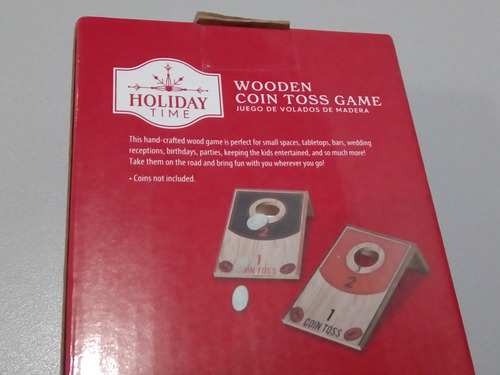 HOLIDAY
TIME
WOODEN
COIN TOSS GAME
JUEGO DE VOLADOS DE MADERA
This hand-crafted wood game is perfect for small spaces, tabletops, bars, wedding
receptions, birthdays, parties, keeping the kids entertained, and so much more!
Take them on the road and bring fun with you wherever you go!
• Coins not included.
2
1
COIN TOSS
3
2
1
COIN TOSS